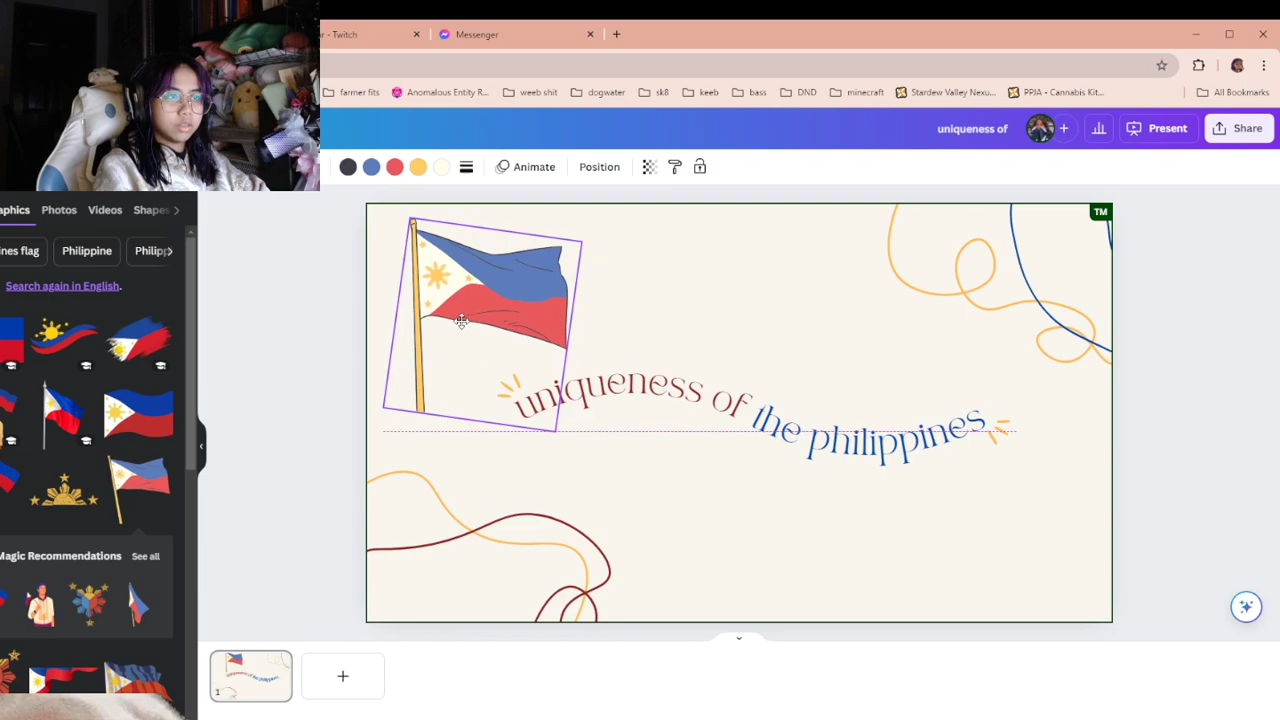 r - Twitch
Messenger
farmer fits
Anomalous Entity R...
weeb shit
dogwater
sk8
keeb
bass
DND
minecraft
Stardew Valley Nexu...
PPJA - Cannabis Kit...
All Bookmarks
uniqueness of
Present
Share
Animate
Position
aphics
Photos
Videos
Shapes
ines flag
Philippine
Philipp
Search again in English.
TM
uniqueness of the philippines
Magic Recommendations
See all
1